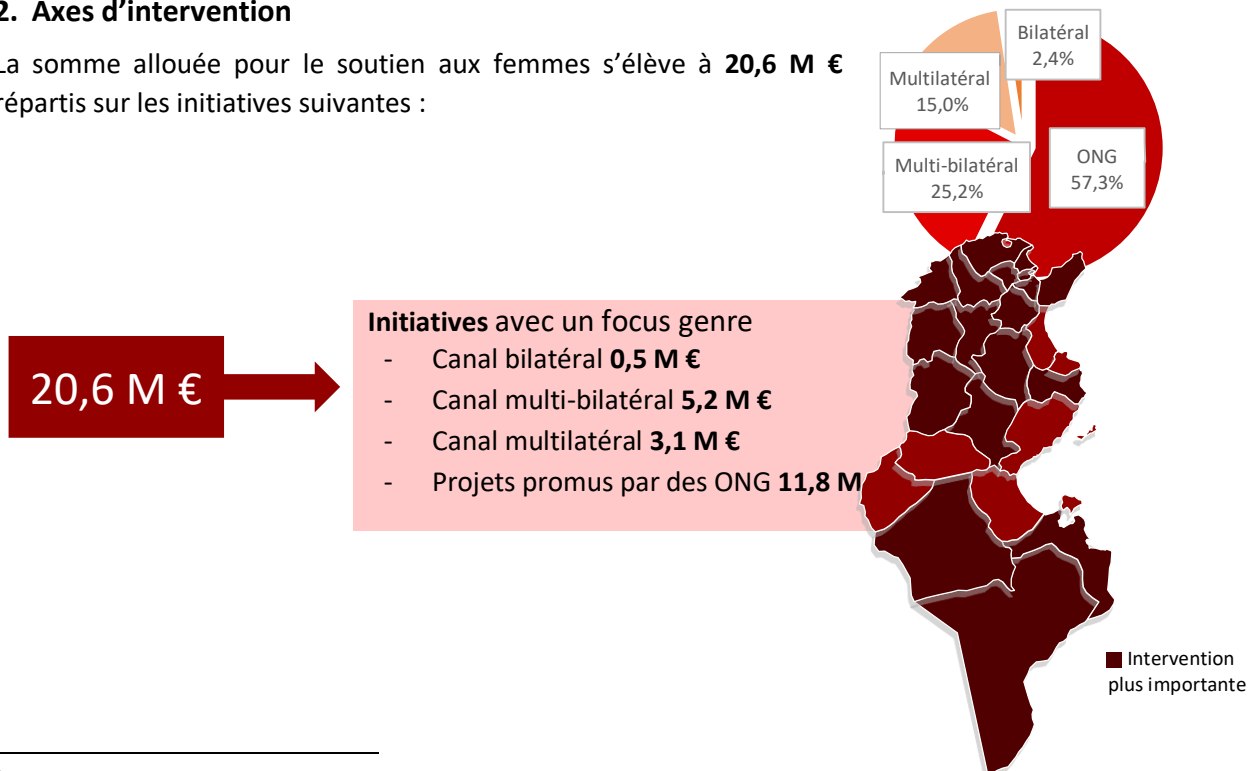 2. Axes d’intervention
La somme allouée pour le soutien aux femmes s’élève à 20,6 M €
répartis sur les initiatives suivantes :
Bilatéral
2,4%
Multilatéral
15,0%
Multi-bilatéral
25,2%
ONG
57,3%
20,6 M €
Initiatives avec un focus genre
- Canal bilatéral 0,5 M €
- Canal multi-bilatéral 5,2 M €
- Canal multilatéral 3,1 M €
- Projets promus par des ONG 11,8 M
Intervention
plus importante